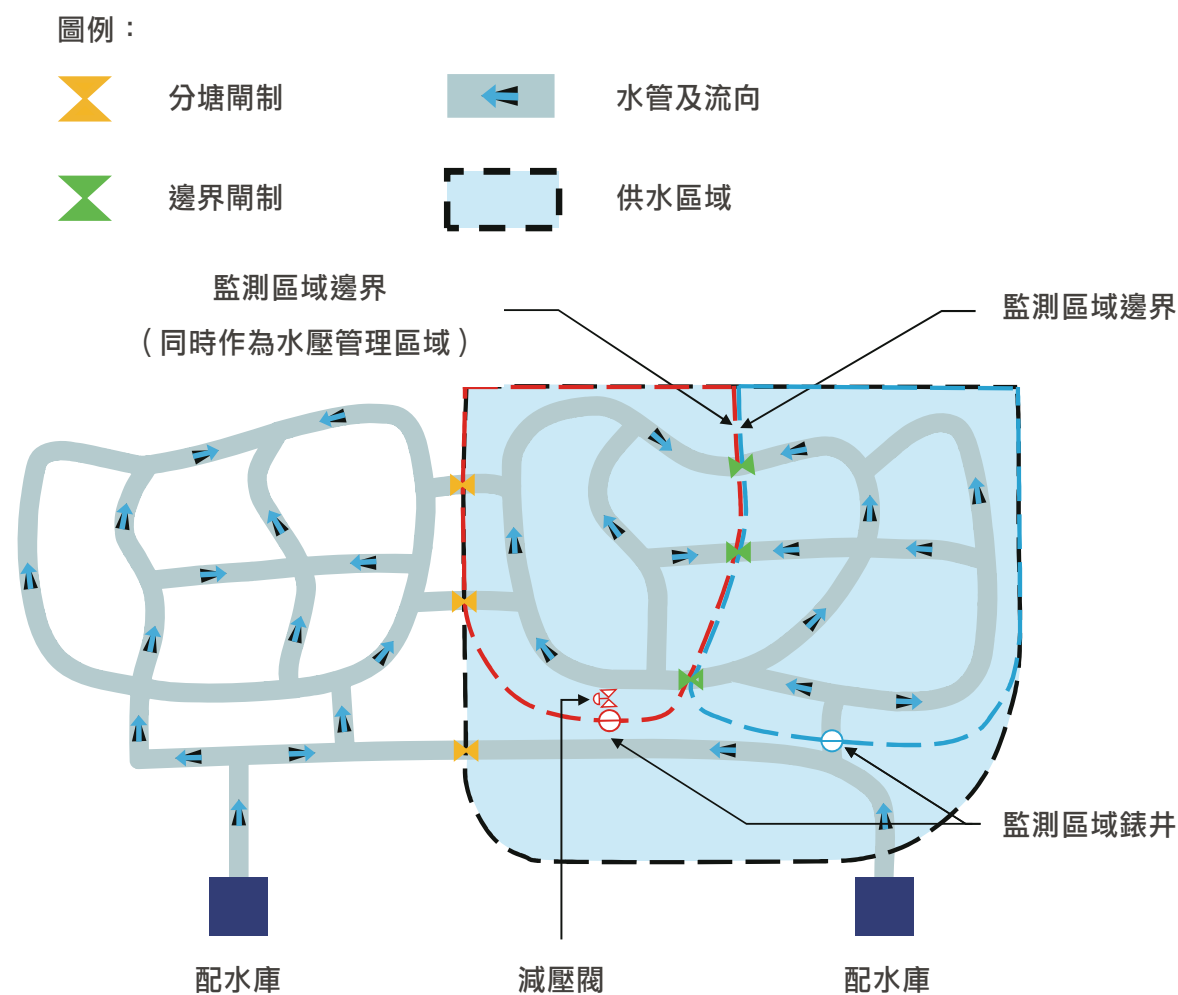 圖例：
分塘閘制
水管及流向
邊界閘制
供水區域
監測區域邊界
（同時作為水壓管理區域）
監測區域邊界
監測區域錶井
配水庫
減壓閥
配水庫